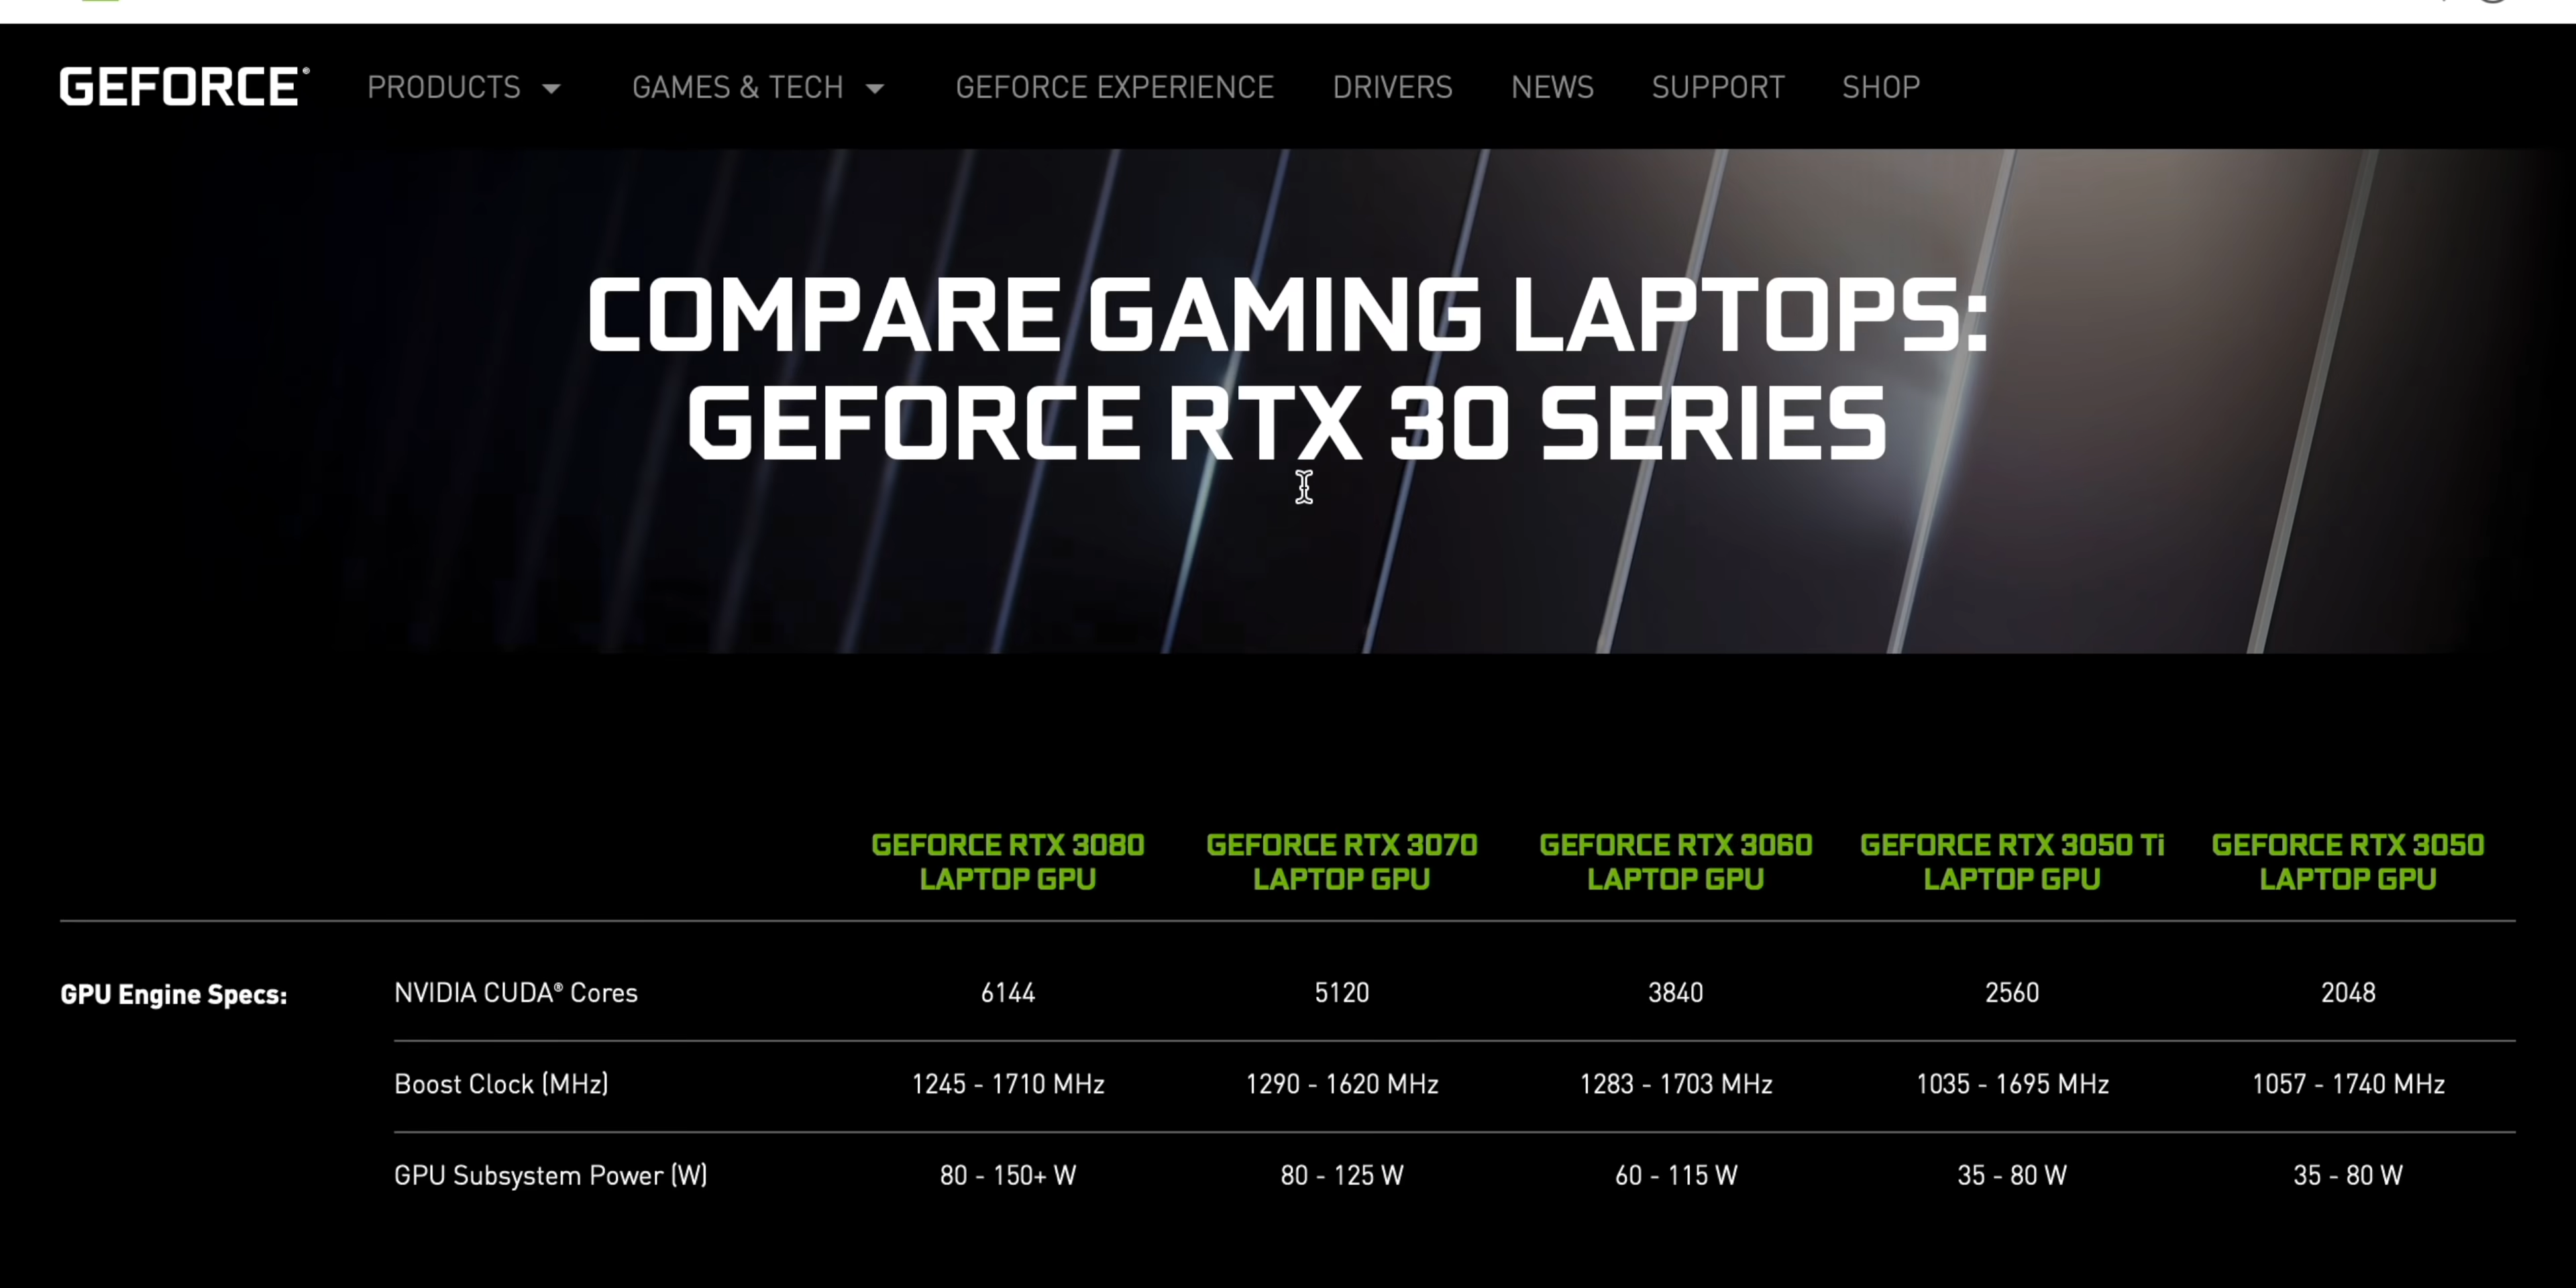 GEFORCE® PRODUCTS GAMES & TECH GEFORCE EXPERIENCE DRIVERS NEWS SUPPORT SHOP
COMPARE GAMING LAPTOPS:
GEFORCE RTX 30 SERIES
GEFORCE RTX 3080 GEFORCE RTX 3070 GEFORCE RTX 3060 GEFORCE RTX 3050 Ti GEFORCE RTX 3050
LAPTOP GPU LAPTOP GPU LAPTOP GPU LAPTOP GPU LAPTOP GPU
GPU Engine Specs: NVIDIA CUDA® Cores 6144 5120 3840 2560 2048
Boost Clock (MHz) 1245 - 1710 MHz 1290 - 1620 MHz 1283 - 1703 MHz 1035 - 1695 MHz 1057 - 1740 MHz
GPU Subsystem Power (W) 80 - 150+ W 80 - 125 W 60 - 115 W 35 - 80 W 35 - 80 W